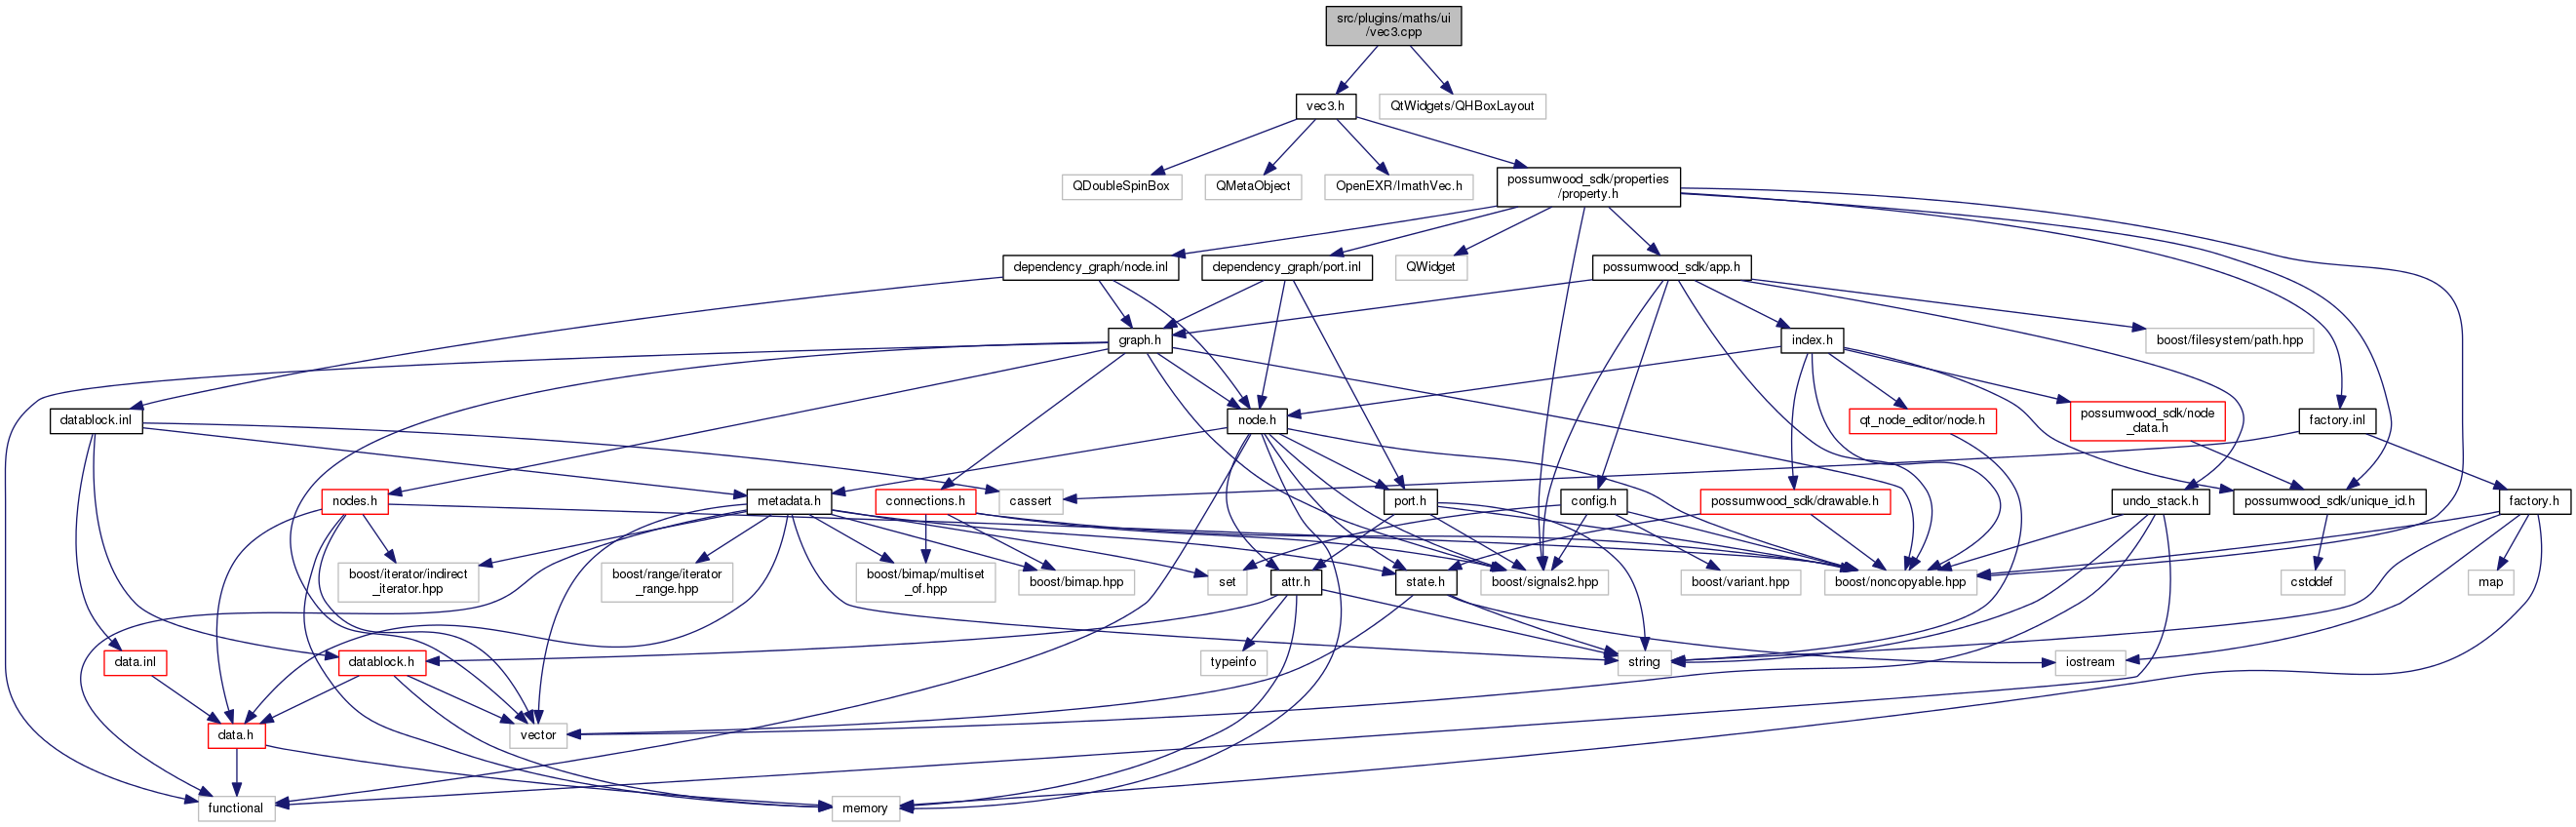 src/plugins/maths/ui
/vec3.cpp
vec3.h
QtWidgets/QHBoxLayout
QDoubleSpinBox
QMetaObject
OpenEXR/ImathVec.h
possumwood_sdk/properties
/property.h
dependency_graph/node.inl
dependency_graph/port.inl
QWidget
possumwood_sdk/app.h
graph.h
index.h
boost/filesystem/path.hpp
datablock.inl
node.h
qt_node_editor/node.h
possumwood_sdk/node
_data.h
factory.inl
nodes.h
metadata.h
connections.h
cassert
port.h
config.h
possumwood_sdk/drawable.h
undo_stack.h
possumwood_sdk/unique_id.h
factory.h
boost/iterator/indirect
_iterator.hpp
boost/range/iterator
_range.hpp
boost/bimap/multiset
_of.hpp
boost/bimap.hpp
set
attr.h
state.h
boost/signals2.hpp
boost/variant.hpp
boost/noncopyable.hpp
cstddef
map
data.inl
datablock.h
typeinfo
string
iostream
data.h
vector
functional
memory